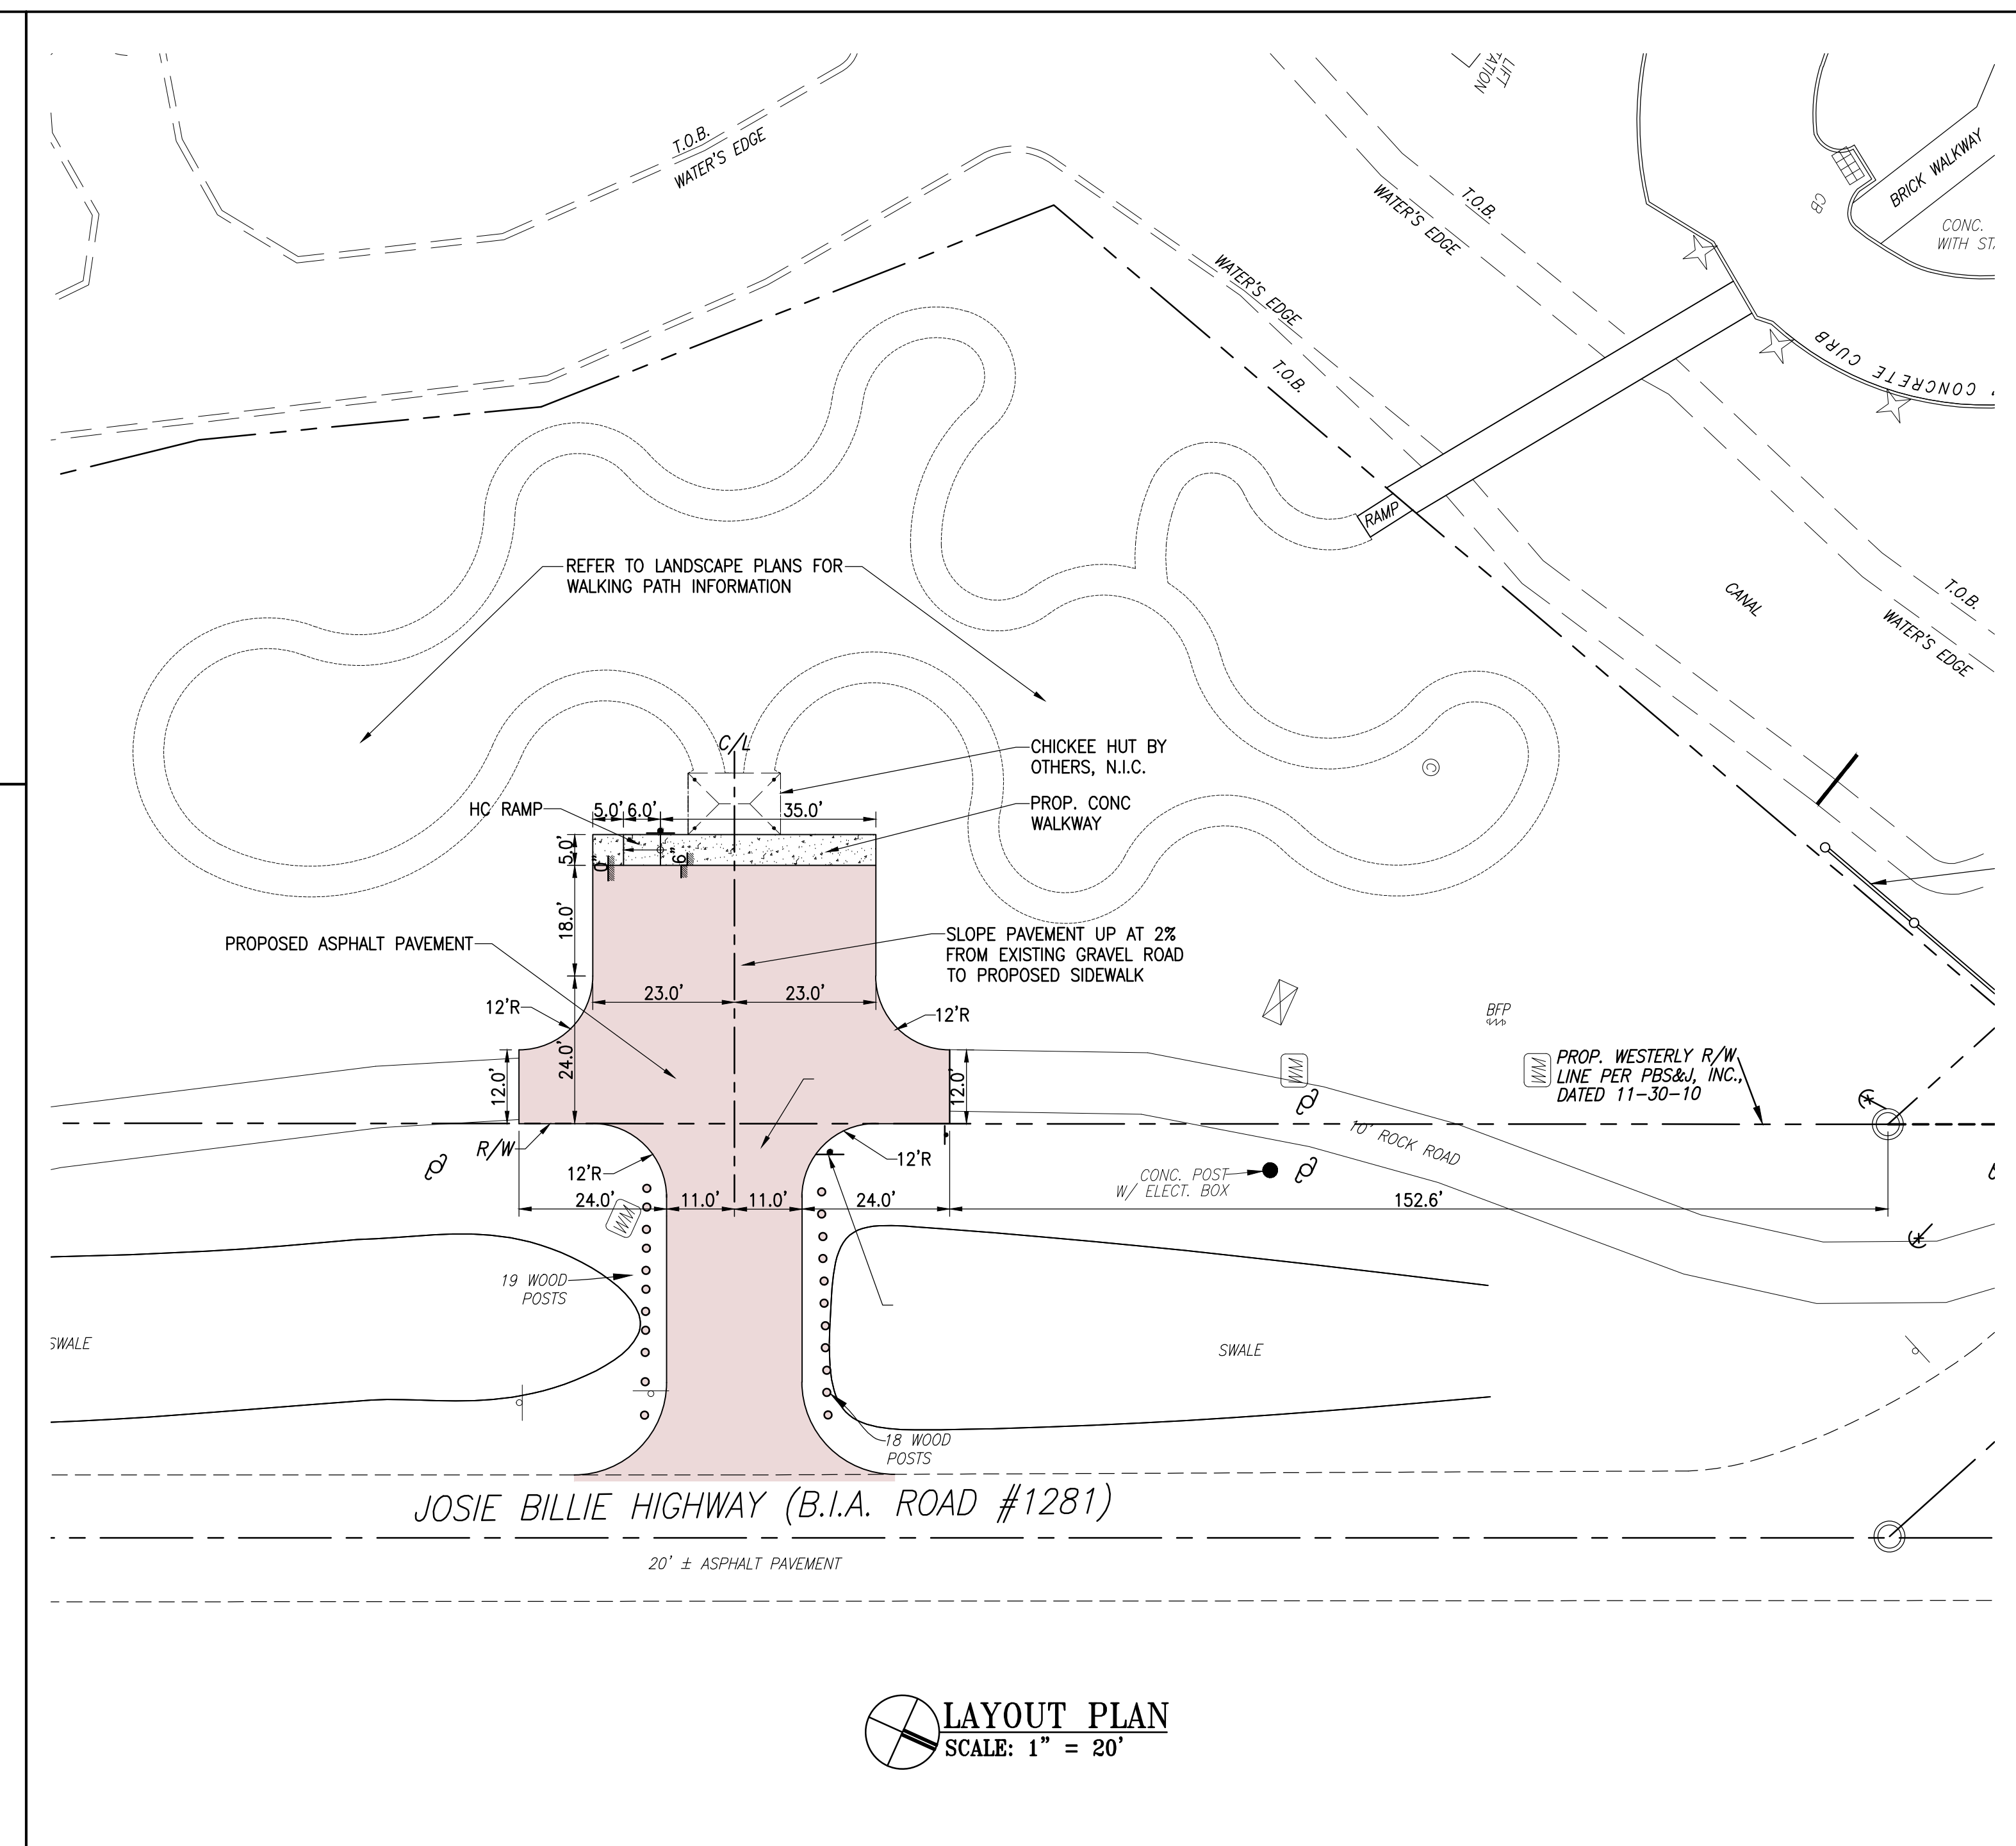 LIFT
STATION
T.O.B.
WATER'S EDGE
BRICK WALKWAY
CB
CONC.
WITH STA
T.O.B.
WATER'S EDGE
WATER'S EDGE
T.O.B.
" CONCRETE CURB
RAMP
REFER TO LANDSCAPE PLANS FOR
WALKING PATH INFORMATION
CANAL
T.O.B.
WATER'S EDGE
C/L
CHICKEE HUT BY
OTHERS, N.I.C.
©
HC RAMP
5.0' 6.0' 35.0'
PROP. CONC
WALKWAY
5.0'
0"
6"
18.0'
PROPOSED ASPHALT PAVEMENT
SLOPE PAVEMENT UP AT 2%
FROM EXISTING GRAVEL ROAD
TO PROPOSED SIDEWALK
23.0' 23.0'
12'R
12'R
BFP
24.0'
12.0'
12.0'
WM
WM
PROP. WESTERLY R/W
LINE PER PBS&J, INC.,
DATED 11-30-10
R/W
12'R
12'R
10' ROCK ROAD
CONC. POST
W/ ELECT. BOX
24.0' 11.0' 11.0' 24.0' 152.6'
WM
19 WOOD
POSTS
SWALE
SWALE
18 WOOD
POSTS
JOSIE BILLIE HIGHWAY (B.I.A. ROAD #1281)
20' ± ASPHALT PAVEMENT
LAYOUT PLAN
SCALE: 1" = 20'